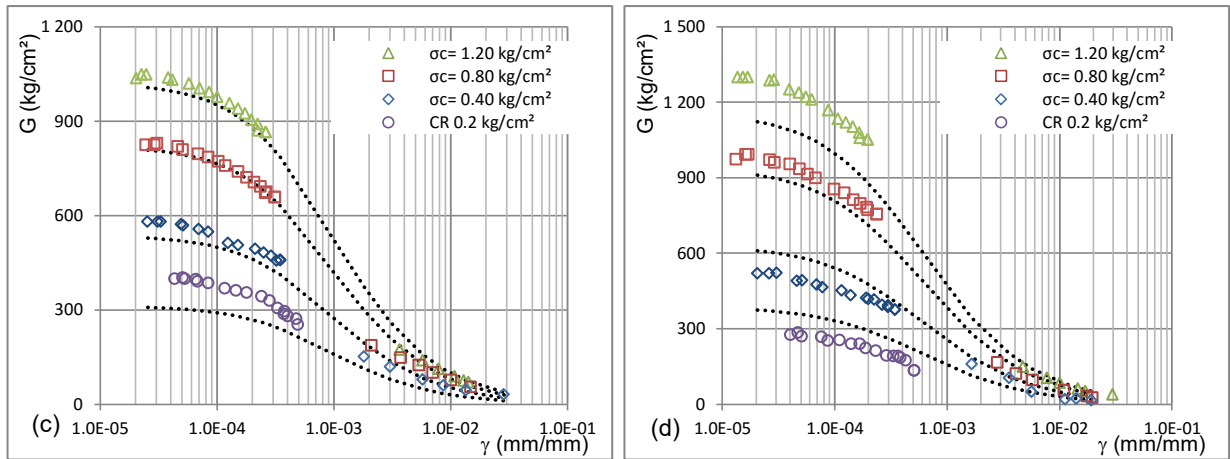 1 200
900
600
300
0
G (kg/cm²)
σc= 1.20 kg/cm²
σc= 0.80 kg/cm²
σc= 0.40 kg/cm²
CR 0.2 kg/cm²
(c)
1.0E-05 1.0E-04 1.0E-03 1.0E-02 1.0E-01
γ (mm/mm)
1 500
1 200
900
600
300
0
G (kg/cm²)
σc= 1.20 kg/cm²
σc= 0.80 kg/cm²
σc= 0.40 kg/cm²
CR 0.2 kg/cm²
(d)
1.0E-05 1.0E-04 1.0E-03 1.0E-02 1.0E-01
γ (mm/mm)